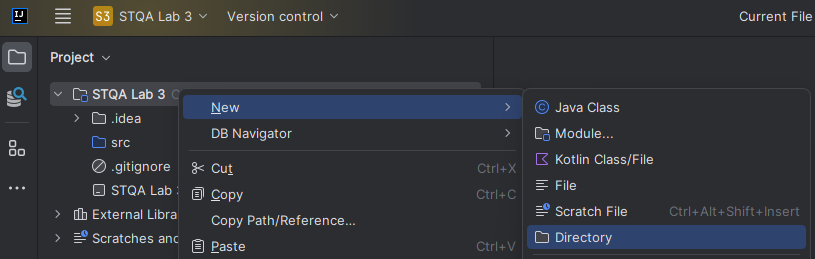 IJ S3 STQA Lab 3 Version control Current File
Project
STQA Lab 3
New
Java Class
.idea
DB Navigator
Module...
src
Cut Ctrl+X
Kotlin Class/File
.gitignore
Copy Ctrl+C
File
STQA Lab
Copy Path/Reference...
Scratch File Ctrl+Alt+Shift+Insert
External Libra
Paste Ctrl+V
Directory
Scratches and